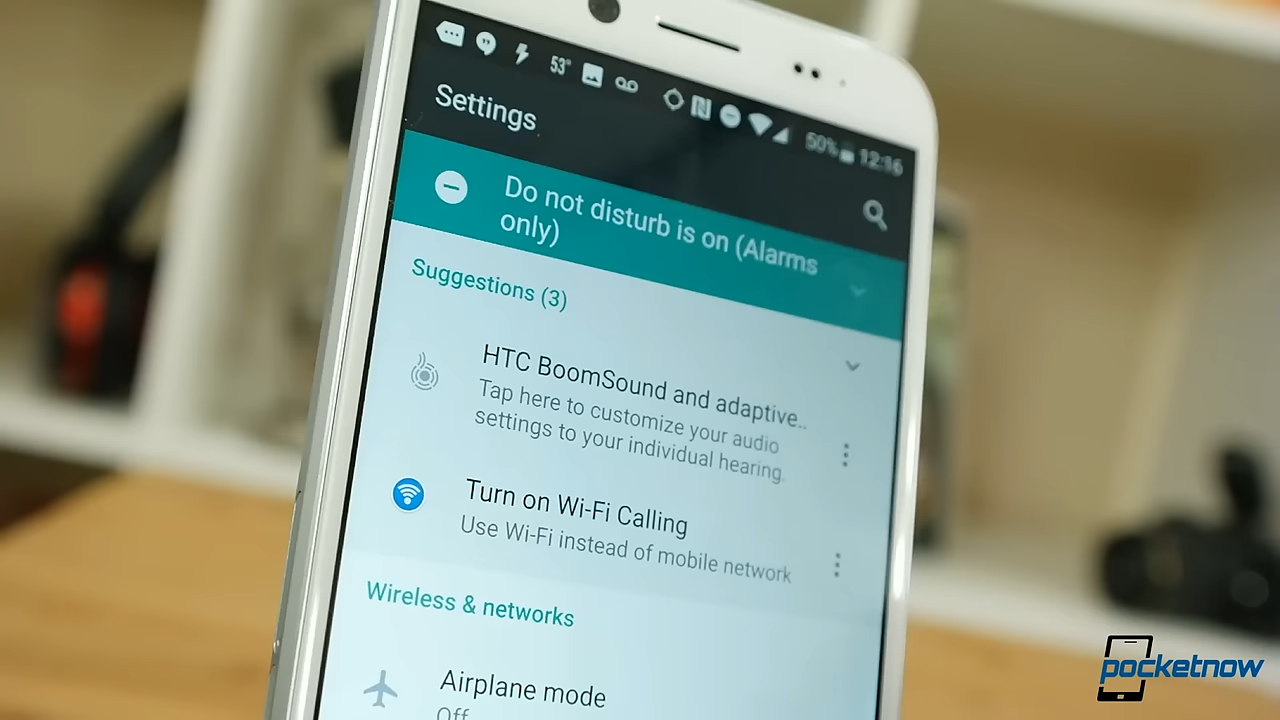 53°
50% 12:16
Settings
Do not disturb is on (Alarms
only)
Suggestions (3)
HTC BoomSound and adaptive..
Tap here to customize your audio
settings to your individual hearing.
Turn on Wi-Fi Calling
Use Wi-Fi instead of mobile network
Wireless & networks
Airplane mode
Off
pocketnow